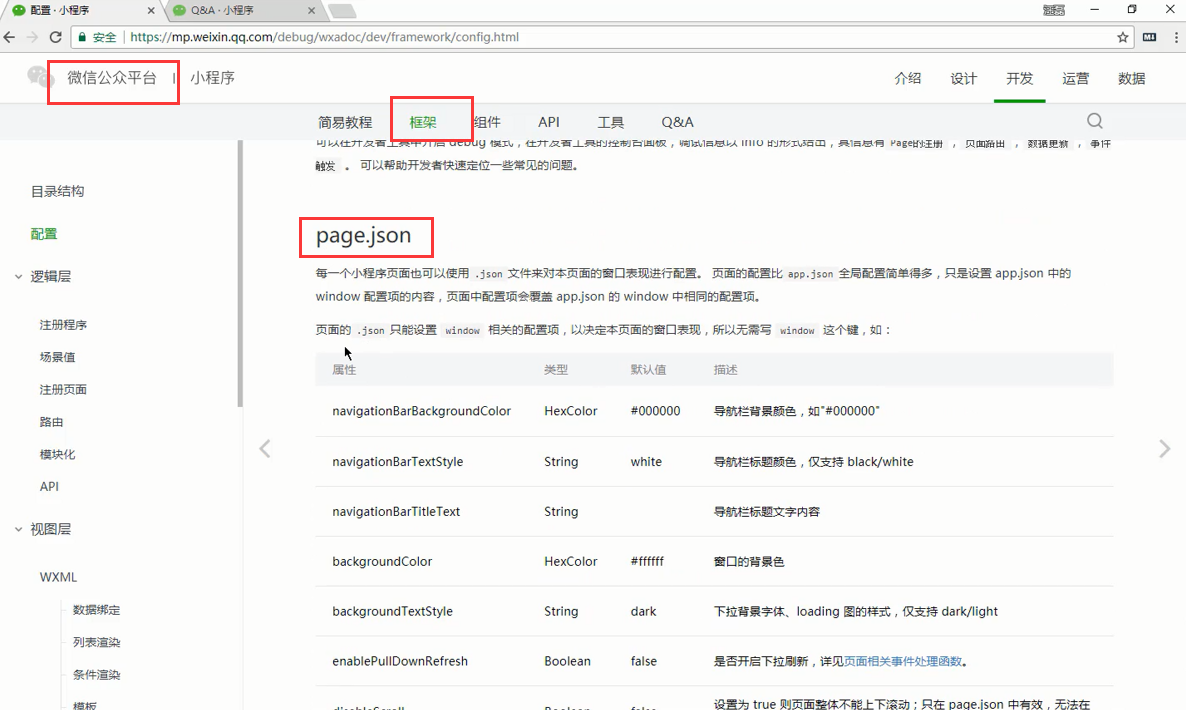 配置 · 小程序
Q&A · 小程序
安全 https://mp.weixin.qq.com/debug/wxadoc/dev/framework/config.html
微信公众平台 | 小程序
介绍 设计 开发 运营 数据
简易教程 框架 组件 API 工具 Q&A
可以在开发者工具中开启 debug 模式，在开发者工具的控制台面板，调试信息以 info 的形式给出，其信息有 Page的注册 ， 页面路由 ， 数据更新 ， 事件
触发 。 可以帮助开发者快速定位一些常见的问题。
目录结构
配置
逻辑层
注册程序
场景值
注册页面
路由
模块化
API
视图层
WXML
数据绑定
列表渲染
条件渲染
模板
page.json
每一个小程序页面也可以使用 .json 文件来对本页面的窗口表现进行配置。 页面的配置比 app.json 全局配置简单得多，只是设置 app.json 中的
window 配置项的内容，页面中配置项会覆盖 app.json 的 window 中相同的配置项。
页面的 .json 只能设置 window 相关的配置项，以决定本页面的窗口表现，所以无需写 window 这个键，如：
属性 类型 默认值 描述
navigationBarBackgroundColor HexColor #000000 导航栏背景颜色，如"#000000"
navigationBarTextStyle String white 导航栏标题颜色，仅支持 black/white
navigationBarTitleText String 导航栏标题文字内容
backgroundColor HexColor #ffffff 窗口的背景色
backgroundTextStyle String dark 下拉背景字体、loading 图的样式，仅支持 dark/light
enablePullDownRefresh Boolean false 是否开启下拉刷新，详见页面相关事件处理函数。
disableScroll Boolean false 设置为 true 则页面整体不能上下滚动；只在 page.json 中有效，无法在